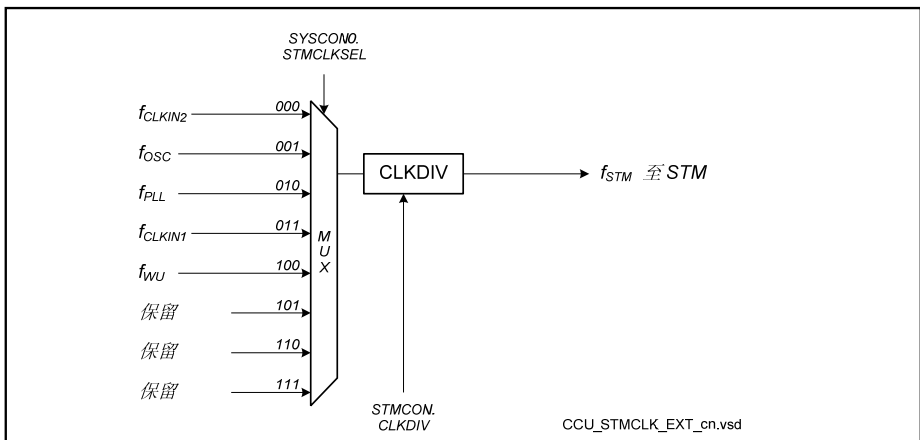 SYSCON0.
STMCLKSEL
fCLKIN2 000
fOSC 001
fPLL 010
fCLKIN1 011
fWU 100
保留 101
保留 110
保留 111
M
U
X
CLKDIV
fSTM 至 STM
STMCON.
CLKDIV
CCU_STMCLK_EXT_cn.vsd